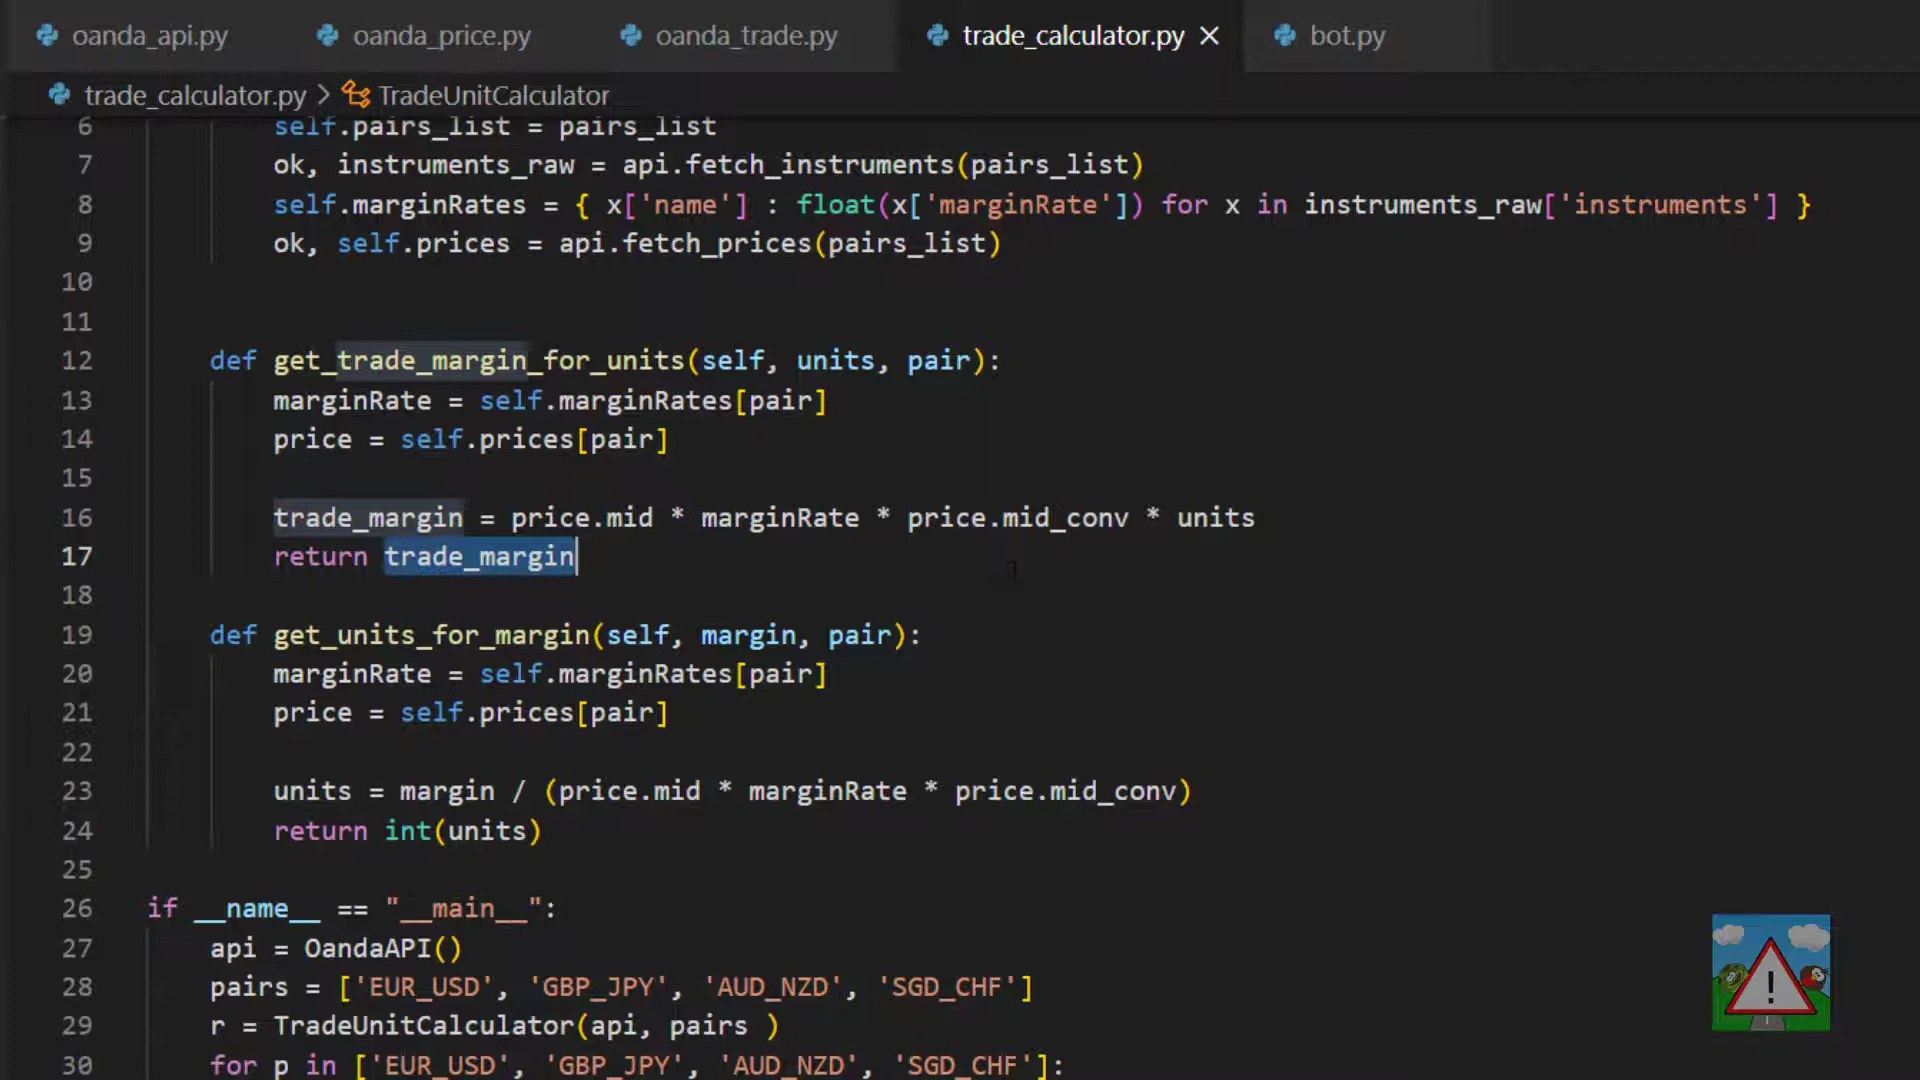 oanda_api.py oanda_price.py oanda_trade.py trade_calculator.py × bot.py
trade_calculator.py > TradeUnitCalculator
6 self.pairs_list = pairs_list
7 ok, instruments_raw = api.fetch_instruments(pairs_list)
8 self.marginRates = { x['name'] : float(x['marginRate']) for x in instruments_raw['instruments'] }
9 ok, self.prices = api.fetch_prices(pairs_list)
10
11
12 def get_trade_margin_for_units(self, units, pair):
13 marginRate = self.marginRates[pair]
14 price = self.prices[pair]
15
16 trade_margin = price.mid * marginRate * price.mid_conv * units
17 return trade_margin
18
19 def get_units_for_margin(self, margin, pair):
20 marginRate = self.marginRates[pair]
21 price = self.prices[pair]
22
23 units = margin / (price.mid * marginRate * price.mid_conv)
24 return int(units)
25
26 if __name__ == "__main__":
27 api = OandaAPI()
28 pairs = ['EUR_USD', 'GBP_JPY', 'AUD_NZD', 'SGD_CHF']
29 r = TradeUnitCalculator(api, pairs )
30 for p in ['EUR_USD', 'GBP_JPY', 'AUD_NZD', 'SGD_CHF']:
!